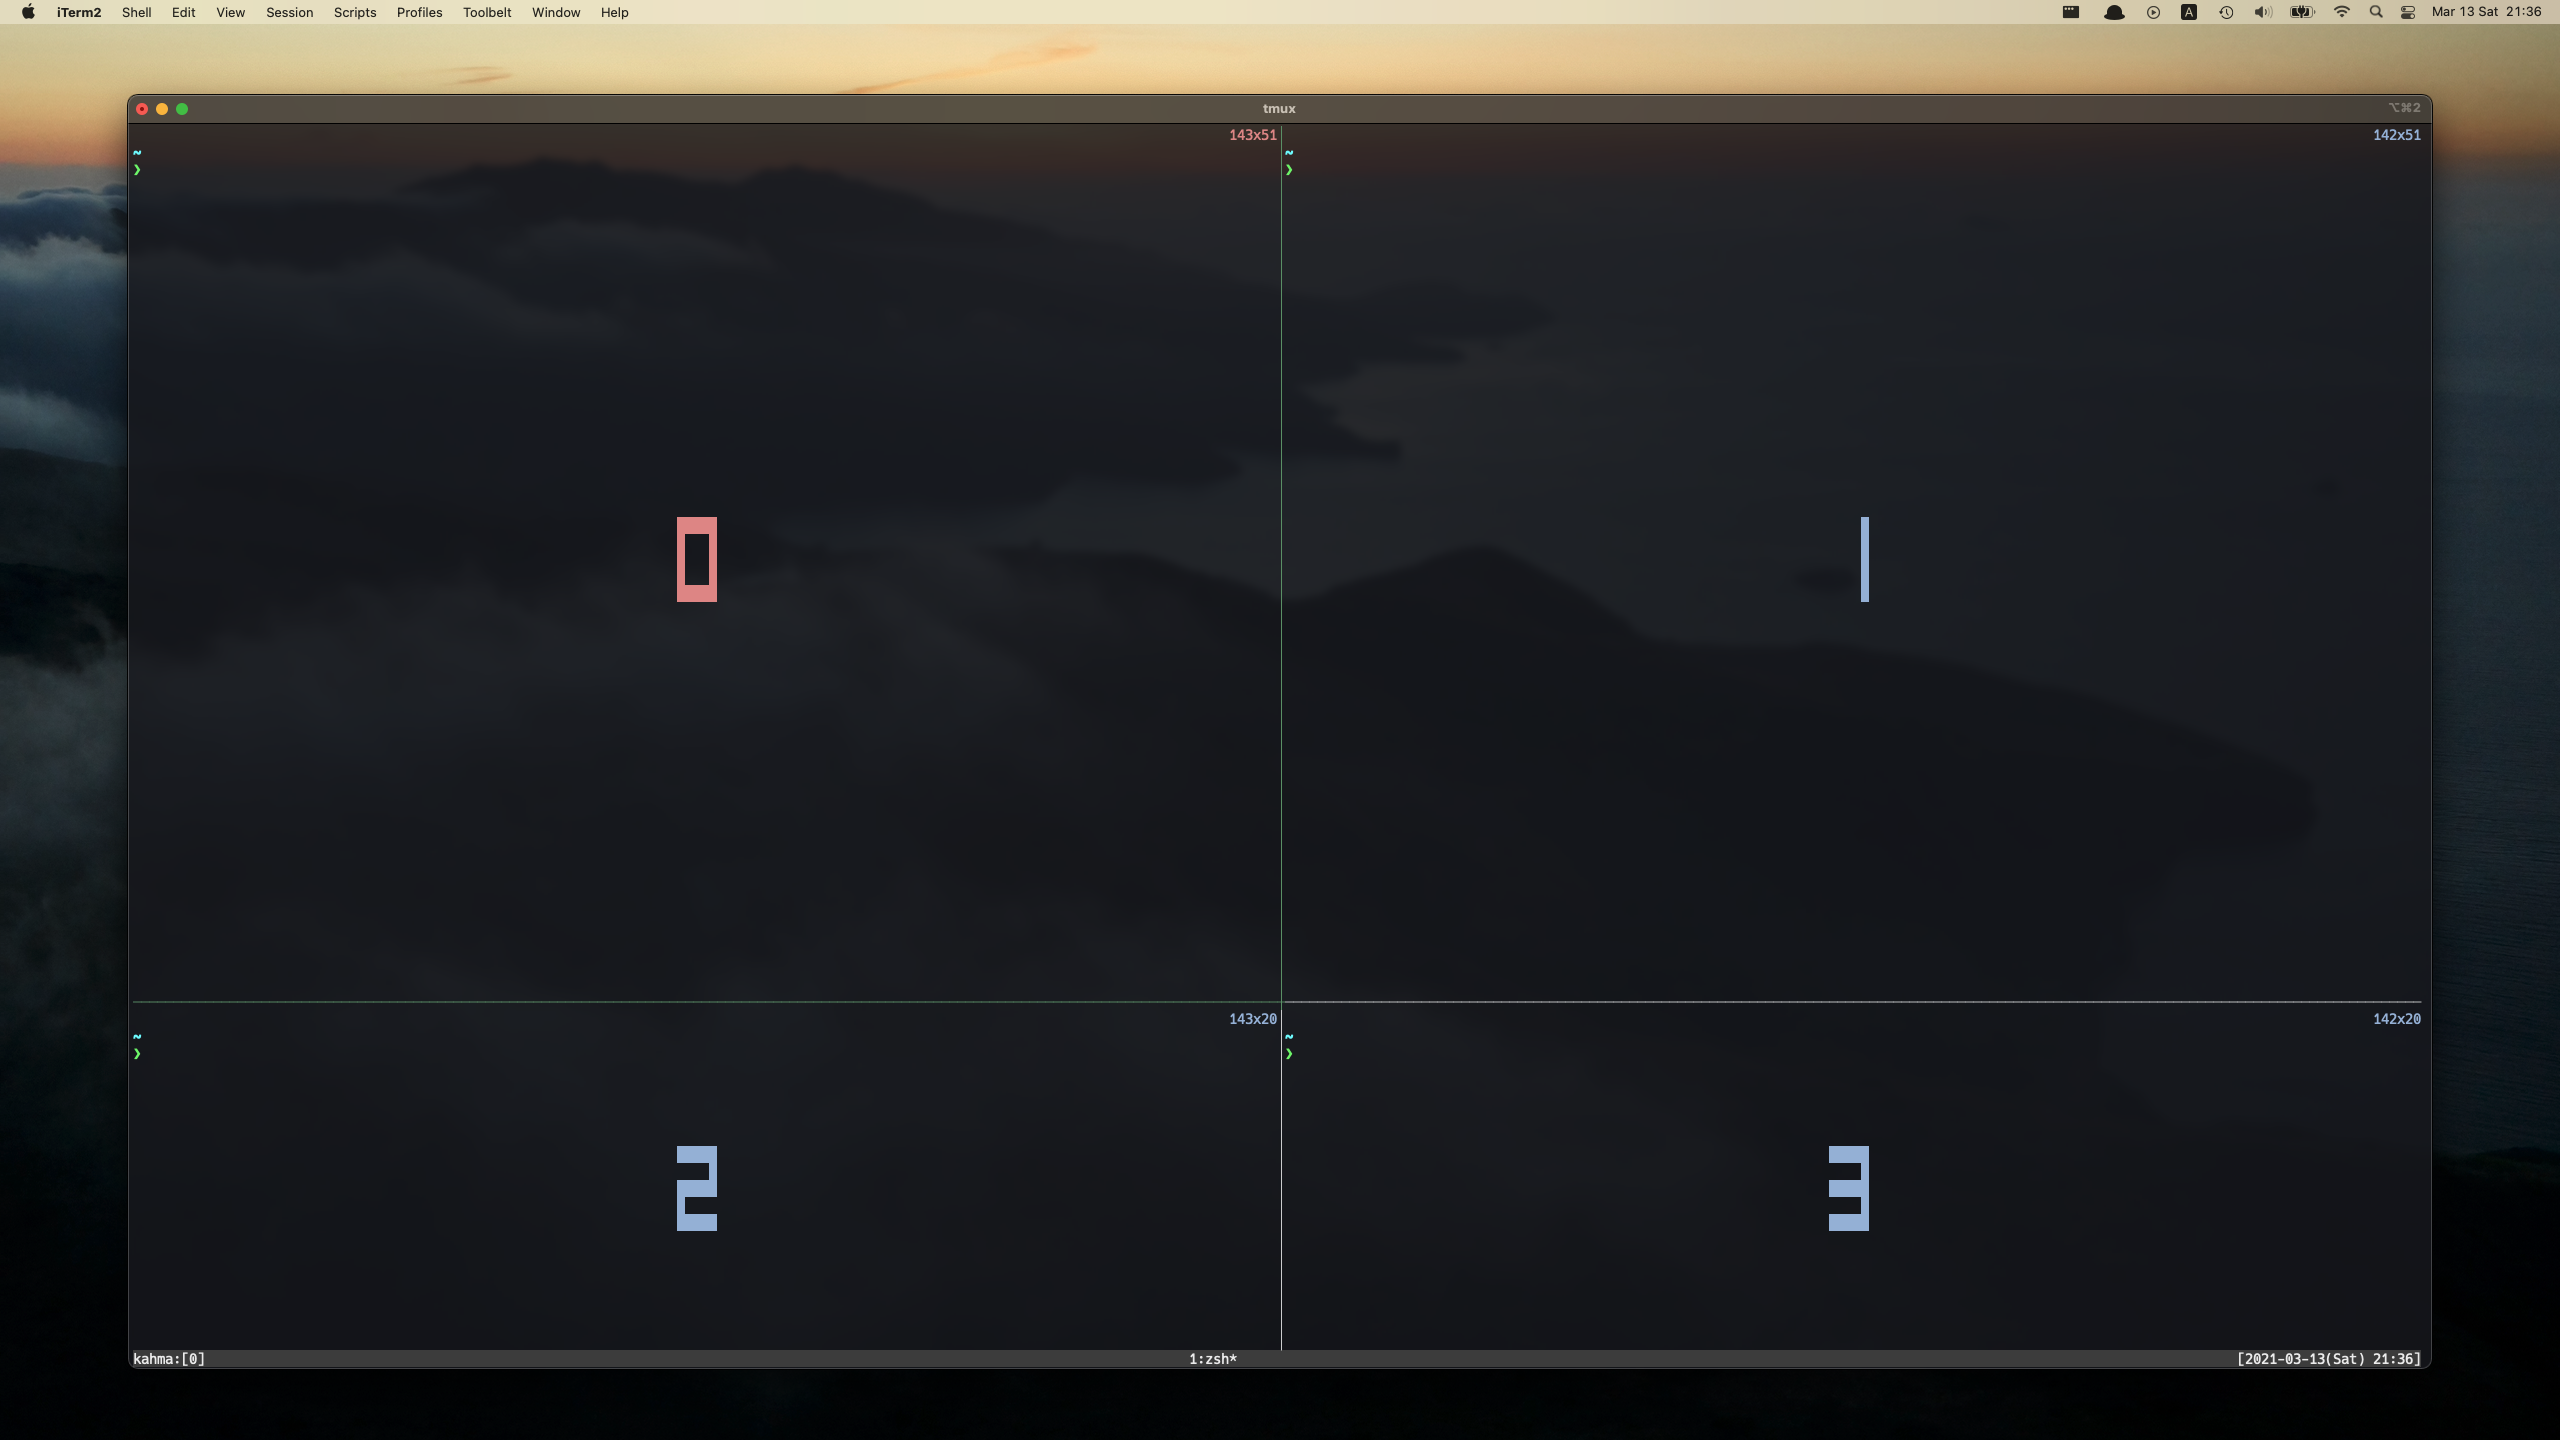 iTerm2 Shell Edit View Session Scripts Profiles Toolbelt Window Help A Mar 13 Sat 21:36
tmux ⌥⌘2
143x51
~
❯
0
142x51
~
❯
1
143x20
~
❯
2
142x20
~
❯
3
kahma:[0] 1:zsh* [2021-03-13(Sat) 21:36]